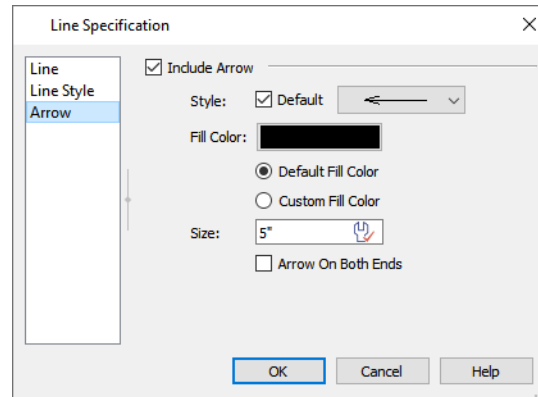 Line Specification
Line
Line Style
Arrow
Include Arrow
Style: Default
Fill Color:
Default Fill Color
Custom Fill Color
Size: 5"
Arrow On Both Ends
OK Cancel Help